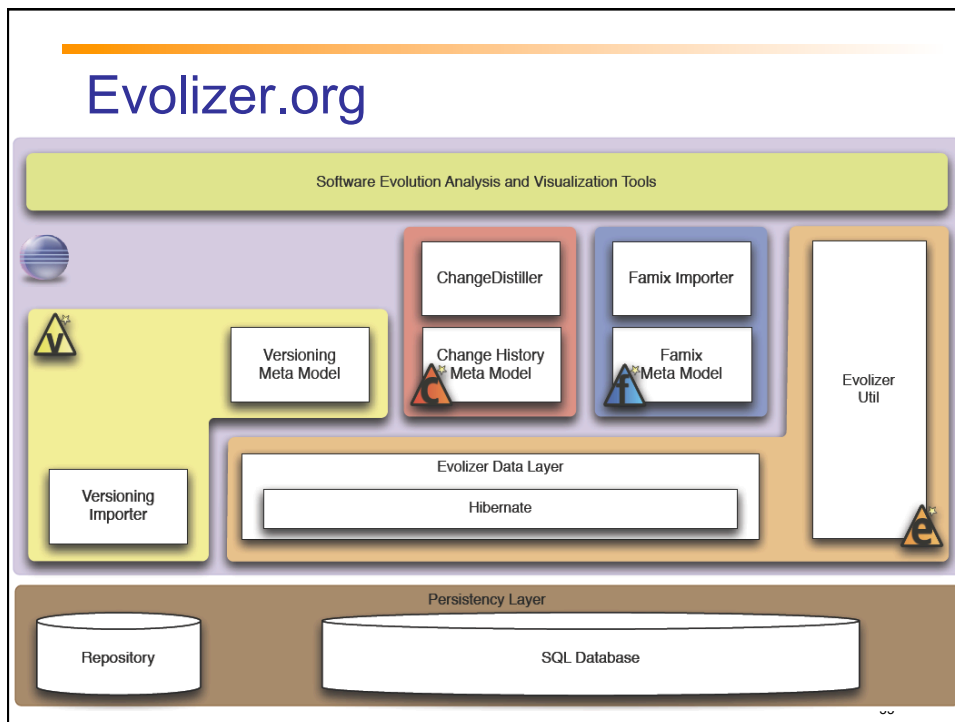 Evolizer.org
Software Evolution Analysis and Visualization Tools
ChangeDistiller
Famix Importer
v
Versioning
Meta Model
Change History
Meta Model
c
Famix
Meta Model
f
Evolizer
Util
e
Versioning
Importer
Evolizer Data Layer
Hibernate
Persistency Layer
Repository
SQL Database